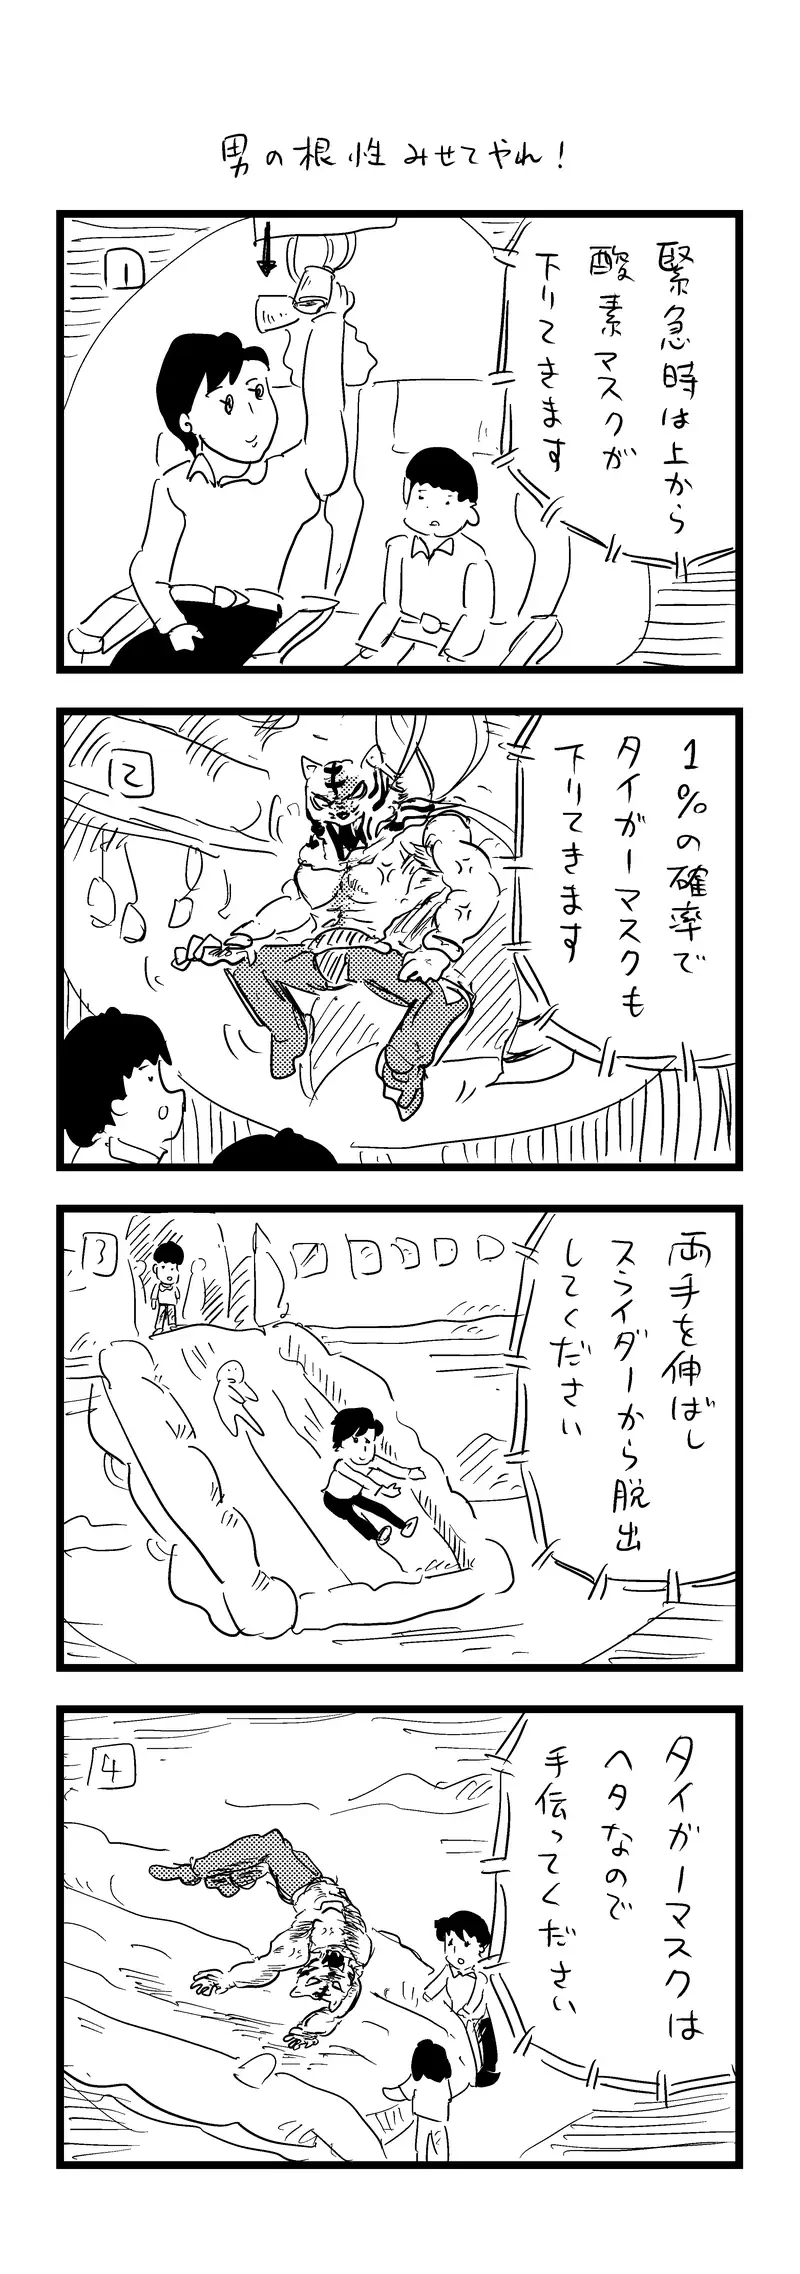 男の根性みせてやれ！
1
緊急時は上から
酸素マスクが
下りてきます
2
1%の確率で
タイガーマスクも
下りてきます
3
両手を伸ばし
スライダーから脱出
してください
4
タイガーマスクは
ヘタなので
手伝ってください